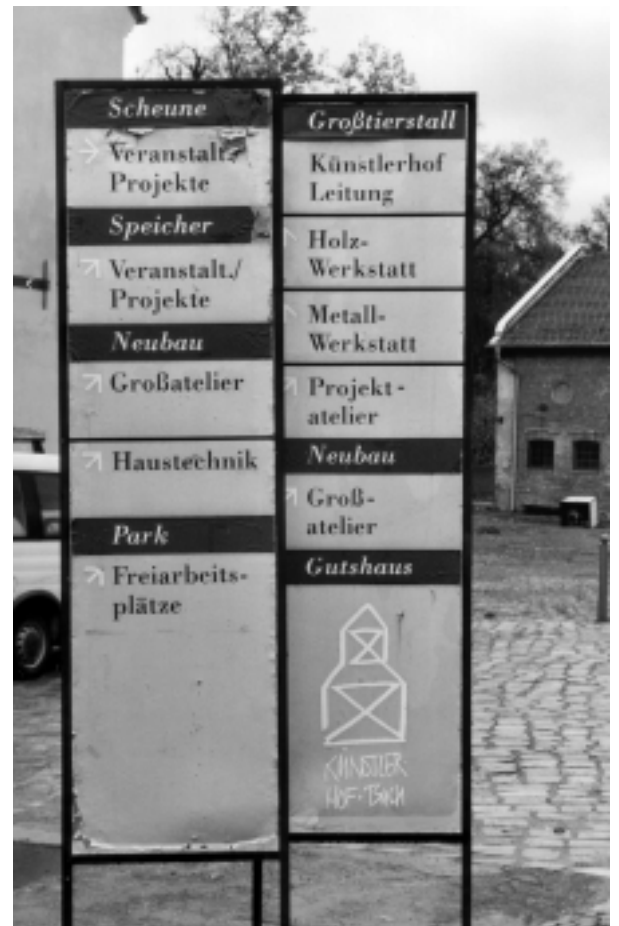 Scheune
Veranstalt./
Projekte
Speicher
Veranstalt./
Projekte
Neubau
Großatelier
Haustechnik
Park
Freiarbeits-
plätze
Großtierstall
Künstlerhof
Leitung
Holz-
Werkstatt
Metall-
Werkstatt
Projekt-
atelier
Neubau
Groß-
atelier
Gutshaus
KÜNSTLER
HOF·BUCH